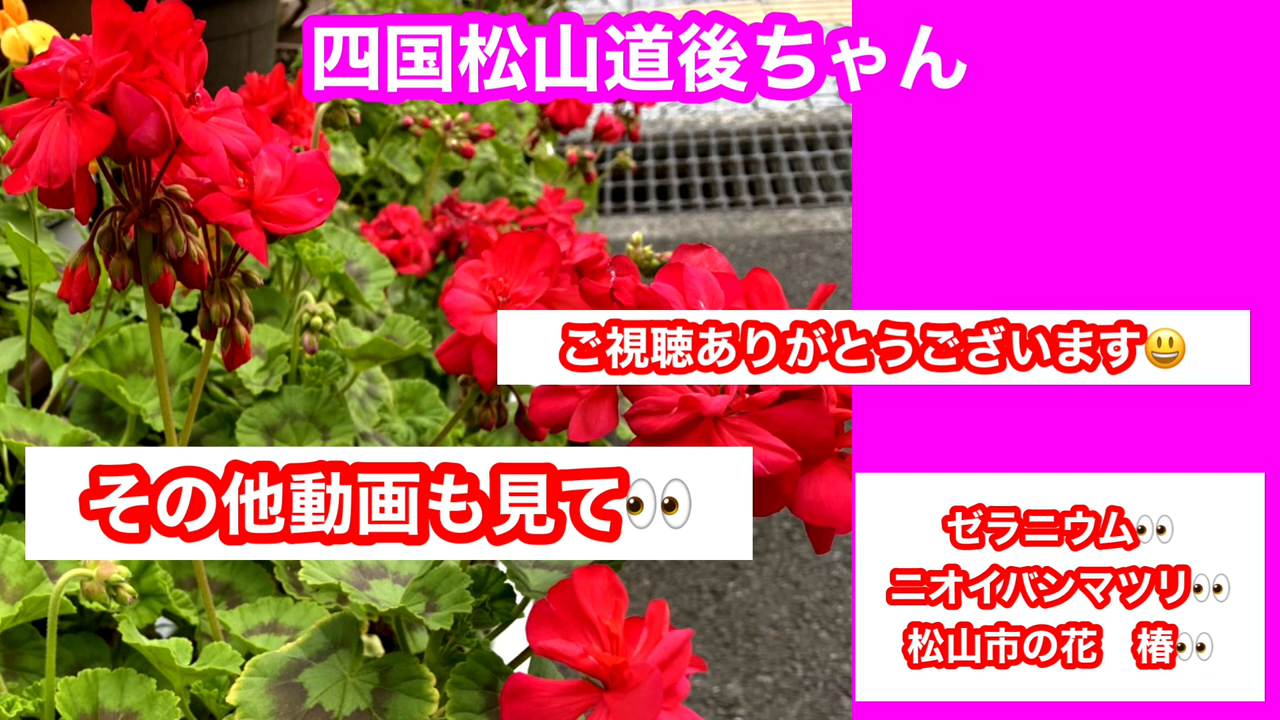 四国松山道後ちゃん
ご視聴ありがとうございます😃
その他動画も見て👀
ゼラニウム👀
ニオイバンマツリ👀
松山市の花　椿👀